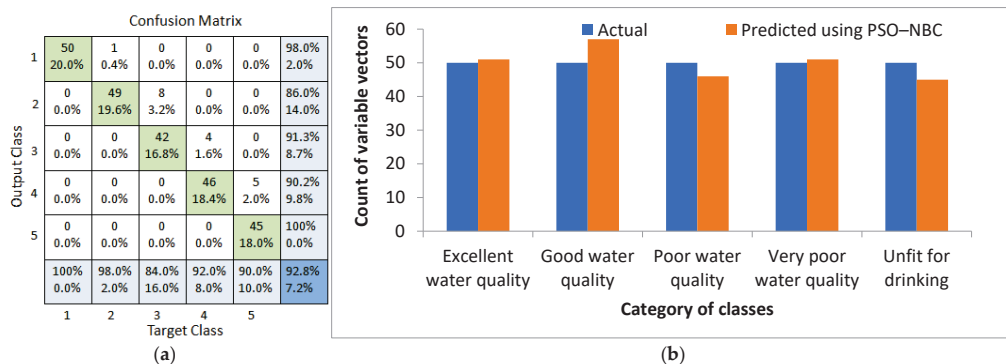 Confusion Matrix
50 1 0 0 0 98.0%
1
20.0% 0.4% 0.0% 0.0% 0.0% 2.0%
0 49 8 0 0 86.0%
2
0.0% 19.6% 3.2% 0.0% 0.0% 14.0%
0 0 42 4 0 91.3%
3
0.0% 0.0% 16.8% 1.6% 0.0% 8.7%
0 0 0 46 5 90.2%
4
0.0% 0.0% 0.0% 18.4% 2.0% 9.8%
0 0 0 0 45 100%
5
0.0% 0.0% 0.0% 0.0% 18.0% 0.0%
100% 98.0% 84.0% 92.0% 90.0% 92.8%
0.0% 2.0% 16.0% 8.0% 10.0% 7.2%
1 2 3 4 5
Output Class
Target Class
(a)
Actual
Predicted using PSO–NBC
Count of variable vectors
60
50
40
30
20
10
0
Excellent water quality
Good water quality
Poor water quality
Very poor water quality
Unfit for drinking
Category of classes
(b)